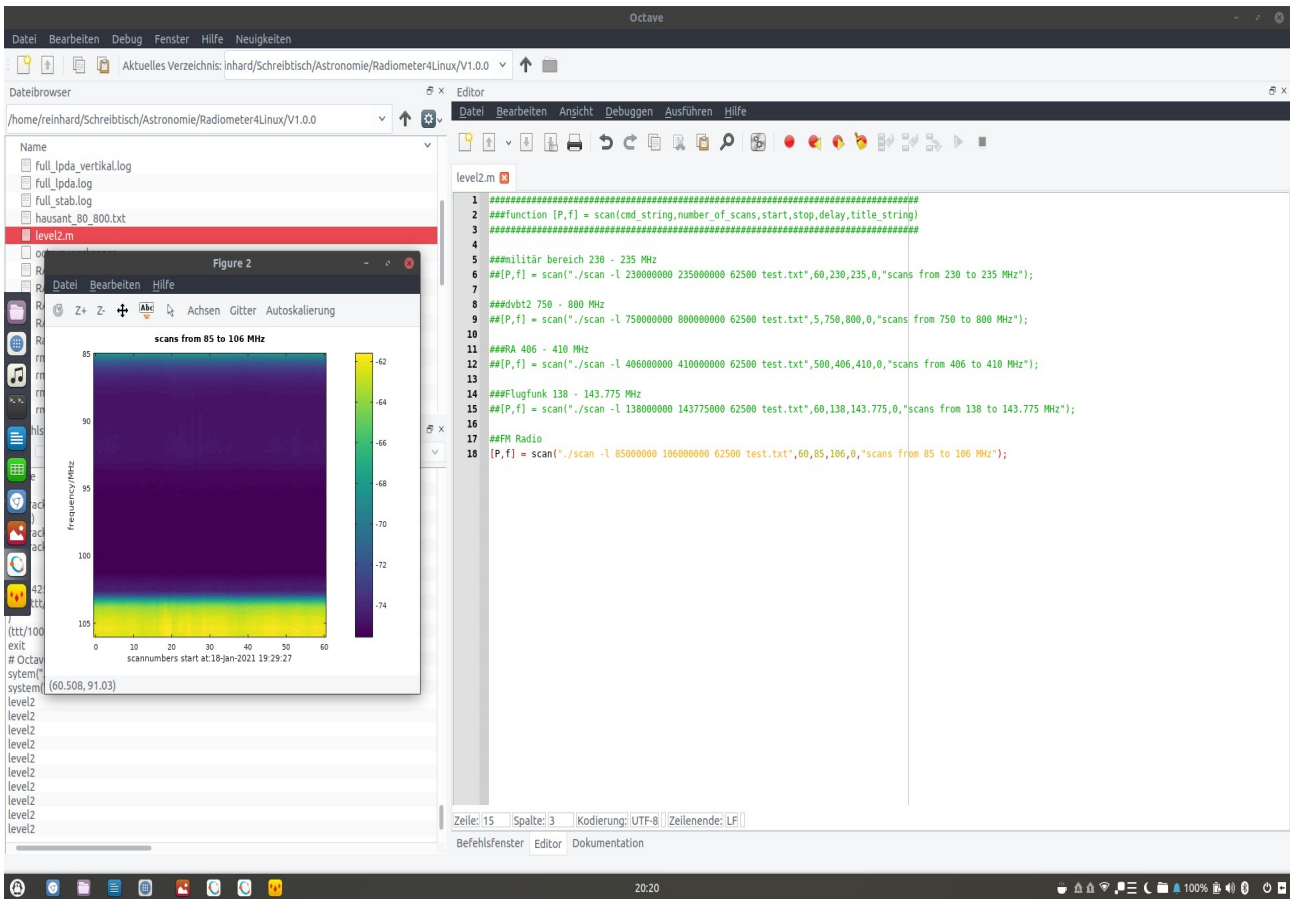 Octave
Datei Bearbeiten Debug Fenster Hilfe Neuigkeiten
Aktuelles Verzeichnis: inhard/Schreibtisch/Astronomie/Radiometer4Linux/V1.0.0
Dateibrowser
/home/reinhard/Schreibtisch/Astronomie/Radiometer4Linux/V1.0.0
Name
full_lpda_vertikal.log
full_lpda.log
full_stab.log
hausant_80_800.txt
level2.m
Figure 2
Datei Bearbeiten Hilfe
Z+ Z- Abc Achsen Gitter Autoskalierung
scans from 85 to 106 MHz
85
90
95
100
105
frequency/MHz
-62
-64
-66
-68
-70
-72
-74
0 10 20 30 40 50 60
scannumbers start at:18-Jan-2021 19:29:27
(60.508, 91.03)
(ttt/100
exit
# Octav
sytem("
system("
level2
level2
level2
level2
level2
level2
level2
level2
level2
level2
Editor
Datei Bearbeiten Ansicht Debuggen Ausführen Hilfe
level2.m
1 ################################################################################
2 ###function [P,f] = scan(cmd_string,number_of_scans,start,stop,delay,title_string)
3 ################################################################################
4
5 ###militär bereich 230 - 235 MHz
6 ##[P,f] = scan("./scan -l 230000000 235000000 62500 test.txt",60,230,235,0,"scans from 230 to 235 MHz");
7
8 ###dvbt2 750 - 800 MHz
9 ##[P,f] = scan("./scan -l 750000000 800000000 62500 test.txt",5,750,800,0,"scans from 750 to 800 MHz");
10
11 ###RA 406 - 410 MHz
12 ##[P,f] = scan("./scan -l 406000000 410000000 62500 test.txt",500,406,410,0,"scans from 406 to 410 MHz");
13
14 ###Flugfunk 138 - 143.775 MHz
15 ##[P,f] = scan("./scan -l 138000000 143775000 62500 test.txt",60,138,143.775,0,"scans from 138 to 143.775 MHz");
16
17 ##FM Radio
18 [P,f] = scan("./scan -l 85000000 106000000 62500 test.txt",60,85,106,0,"scans from 85 to 106 MHz");
Zeile: 15 Spalte: 3 Kodierung: UTF-8 Zeilenende: LF
Befehlsfenster Editor Dokumentation
20:20
100%